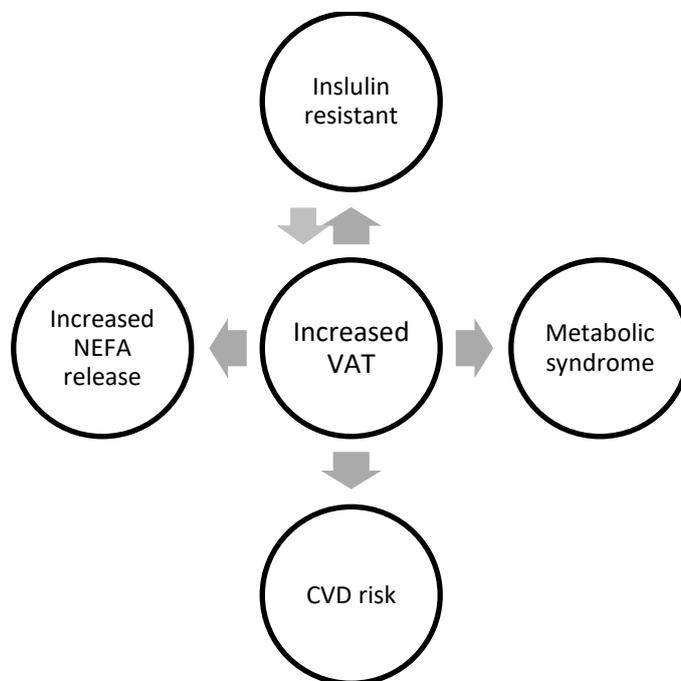 Inslulin
resistant
Increased
NEFA
release
Increased
VAT
Metabolic
syndrome
CVD risk